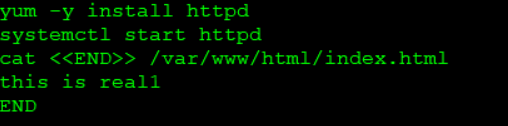 yum -y install httpd
systemctl start httpd
cat <<END>> /var/www/html/index.html
this is real1
END